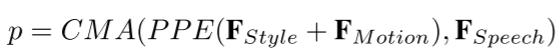 p = CMA(PPE(F_{Style} + F_{Motion}), F_{Speech})